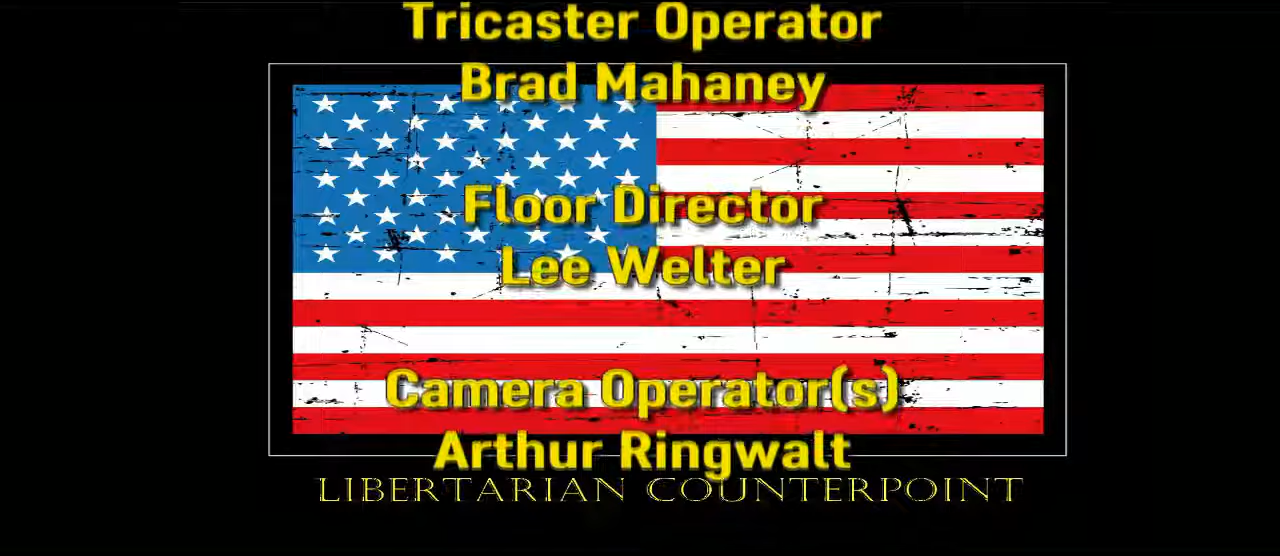 Tricaster Operator
Brad Mahaney
Floor Director
Lee Welter
Camera Operator(s)
Arthur Ringwalt
LIBERTARIAN COUNTERPOINT